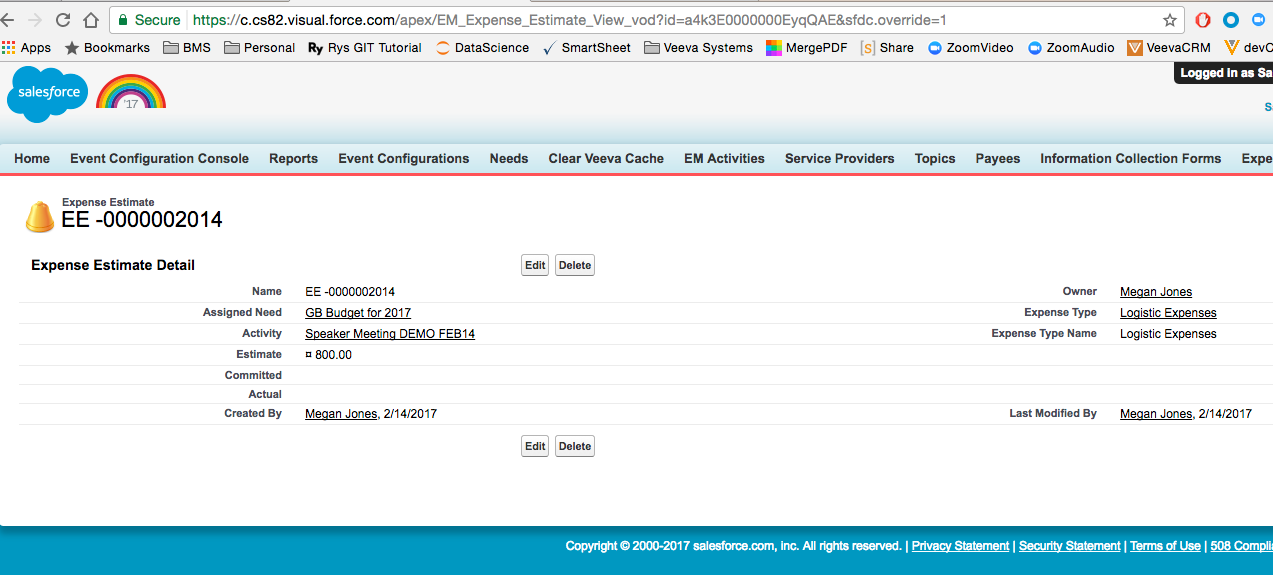 Secure https://c.cs82.visual.force.com/apex/EM_Expense_Estimate_View_vod?id=a4k3E0000000EyqQAE&sfdc.override=1
Apps Bookmarks BMS Personal Ry Rys GIT Tutorial DataScience SmartSheet Veeva Systems MergePDF [S] Share ZoomVideo ZoomAudio VeevaCRM devC
salesforce '17 Logged in as Sa
S
Home Event Configuration Console Reports Event Configurations Needs Clear Veeva Cache EM Activities Service Providers Topics Payees Information Collection Forms Expe
Expense Estimate
EE -0000002014
Expense Estimate Detail Edit Delete
Name EE -0000002014 Owner Megan Jones
Assigned Need GB Budget for 2017 Expense Type Logistic Expenses
Activity Speaker Meeting DEMO FEB14 Expense Type Name Logistic Expenses
Estimate ¤ 800.00
Committed
Actual
Created By Megan Jones, 2/14/2017 Last Modified By Megan Jones, 2/14/2017
Edit Delete
Copyright © 2000-2017 salesforce.com, inc. All rights reserved. | Privacy Statement | Security Statement | Terms of Use | 508 Compli